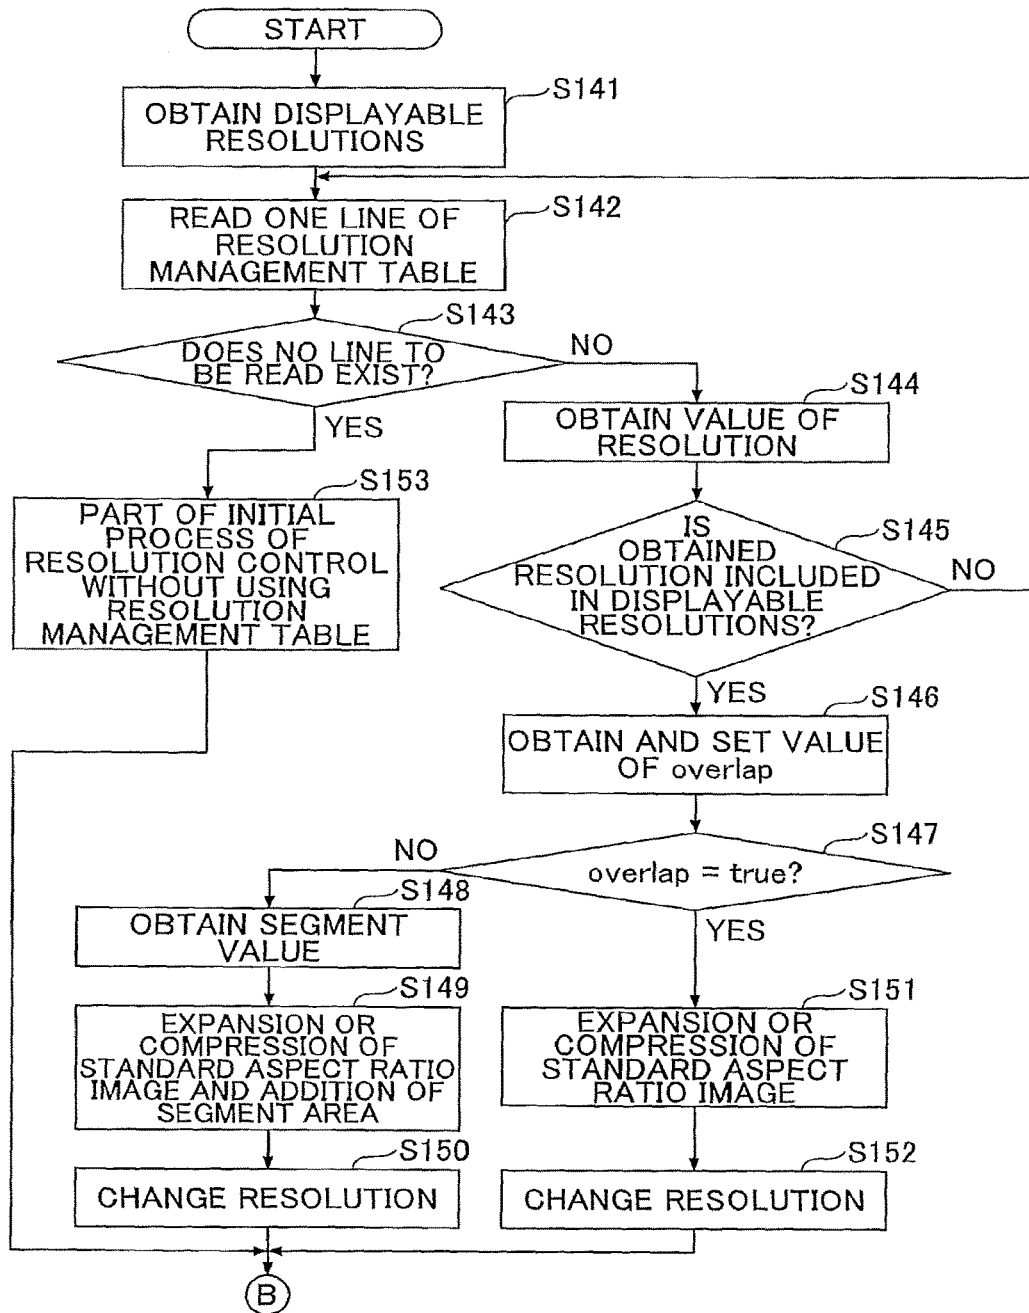 START
S141
OBTAIN DISPLAYABLE
RESOLUTIONS
S142
READ ONE LINE OF
RESOLUTION
MANAGEMENT TABLE
S143
DOES NO LINE TO
BE READ EXIST?
NO
YES
S144
OBTAIN VALUE OF
RESOLUTION
S153
PART OF INITIAL
PROCESS OF
RESOLUTION CONTROL
WITHOUT USING
RESOLUTION
MANAGEMENT TABLE
S145
IS
OBTAINED
RESOLUTION INCLUDED
IN DISPLAYABLE
RESOLUTIONS?
NO
YES
S146
OBTAIN AND SET VALUE
OF overlap
S147
overlap = true?
NO
YES
S148
OBTAIN SEGMENT
VALUE
S149
EXPANSION OR
COMPRESSION OF
STANDARD ASPECT RATIO
IMAGE AND ADDITION OF
SEGMENT AREA
S151
EXPANSION OR
COMPRESSION OF
STANDARD ASPECT
RATIO IMAGE
S150
CHANGE RESOLUTION
S152
CHANGE RESOLUTION
B